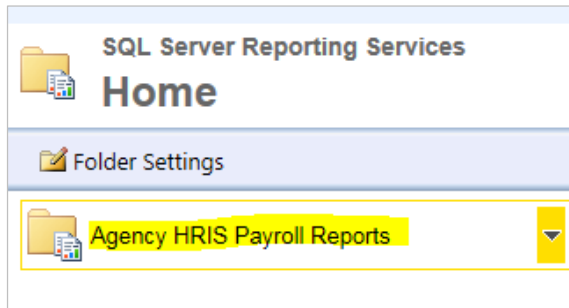 SQL Server Reporting Services
Home
Folder Settings
Agency HRIS Payroll Reports